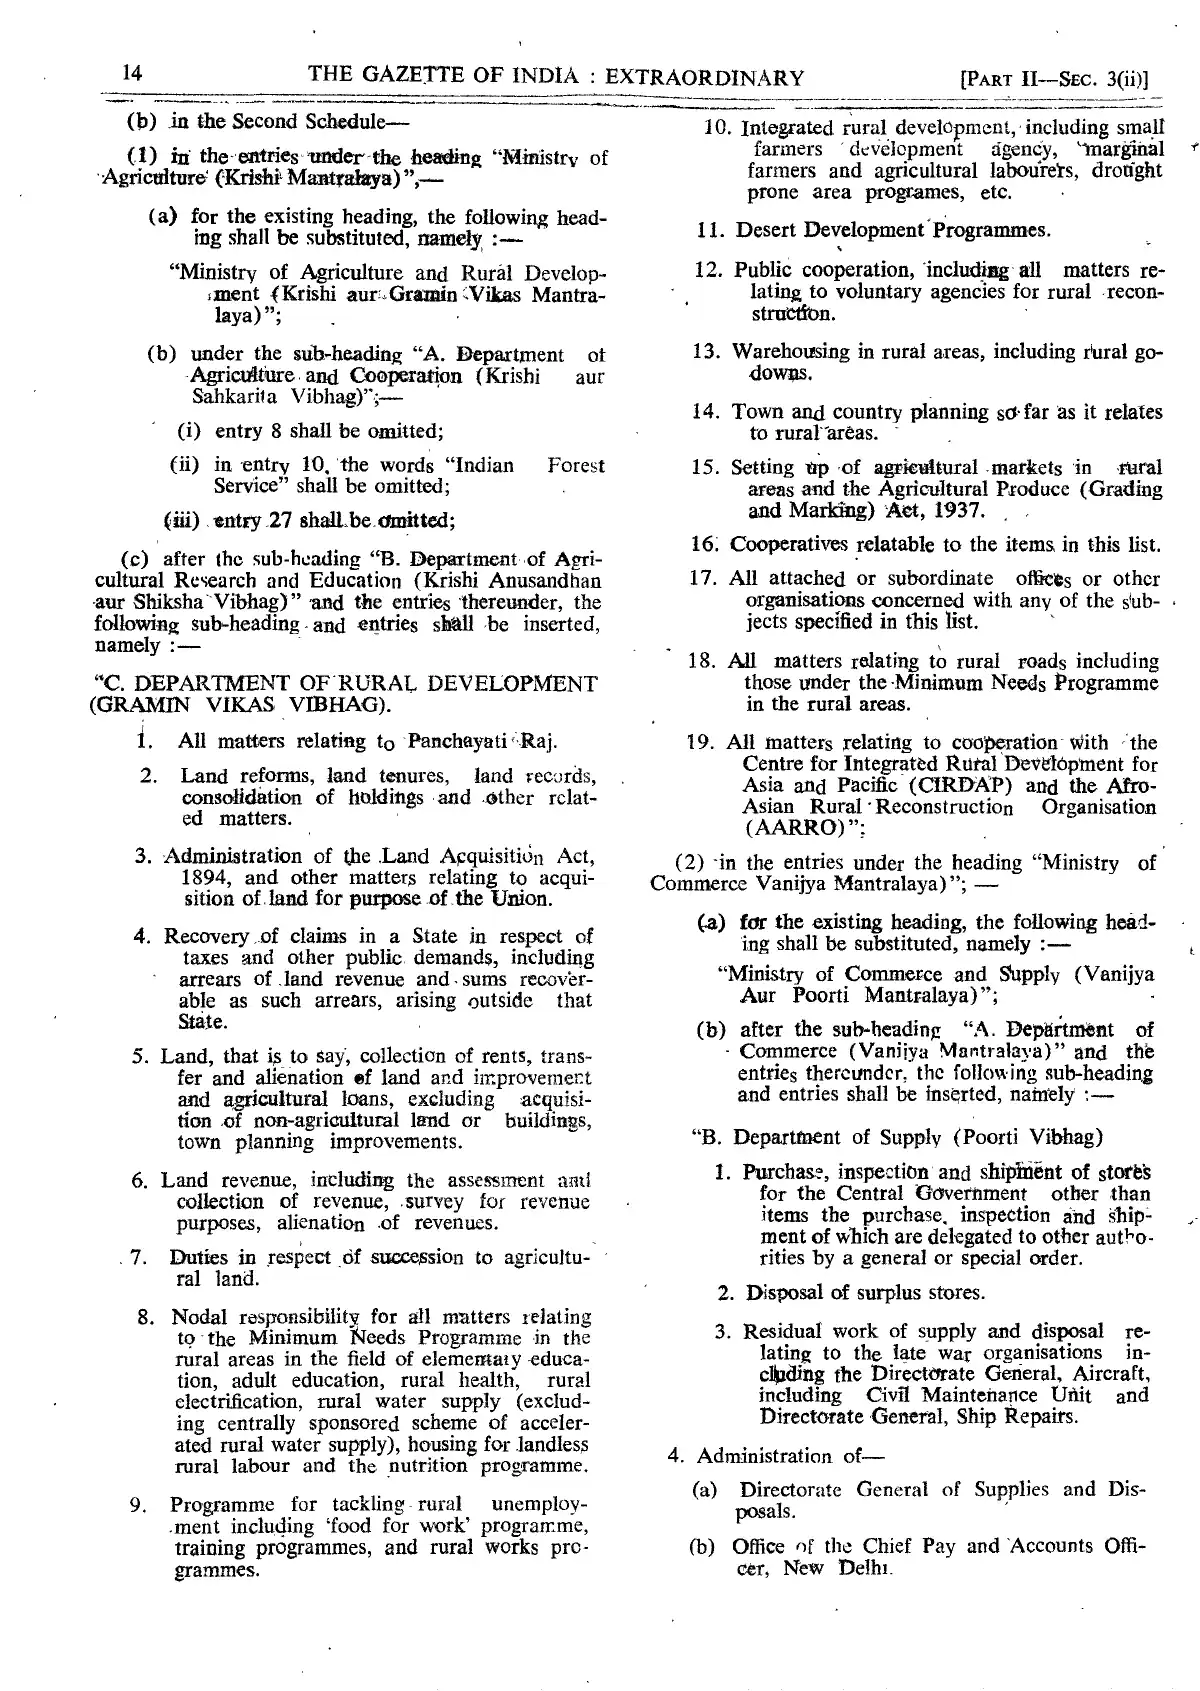 14 THE GAZETTE OF INDIA : EXTRAORDINARY [PART II—SEC. 3(ii)]
(b) in the Second Schedule—
(1) in the entries under the heading “Ministry of
Agriculture (Krishi Mantralaya)”,—
(a) for the existing heading, the following head-
ing shall be substituted, namely :—
“Ministry of Agriculture and Rural Develop-
ment (Krishi aur Gramin Vikas Mantra-
laya)”;
(b) under the sub-heading “A. Department of
Agriculture and Cooperation (Krishi aur
Sahkarita Vibhag)”;—
(i) entry 8 shall be omitted;
(ii) in entry 10, the words “Indian Forest
Service” shall be omitted;
(iii) entry 27 shall be omitted;
(c) after the sub-heading “B. Department of Agri-
cultural Research and Education (Krishi Anusandhan
aur Shiksha Vibhag)” and the entries thereunder, the
following sub-heading and entries shall be inserted,
namely :—
“C. DEPARTMENT OF RURAL DEVELOPMENT
(GRAMIN VIKAS VIBHAG).
1. All matters relating to Panchayati Raj.
2. Land reforms, land tenures, land records,
consolidation of holdings and other relat-
ed matters.
3. Administration of the Land Acquisition Act,
1894, and other matters relating to acqui-
sition of land for purpose of the Union.
4. Recovery of claims in a State in respect of
taxes and other public demands, including
arrears of land revenue and sums recover-
able as such arrears, arising outside that
State.
5. Land, that is to say, collection of rents, trans-
fer and alienation of land and improvement
and agricultural loans, excluding acquisi-
tion of non-agricultural land or buildings,
town planning improvements.
6. Land revenue, including the assessment and
collection of revenue, survey for revenue
purposes, alienation of revenues.
7. Duties in respect of succession to agricultu-
ral land.
8. Nodal responsibility for all matters relating
to the Minimum Needs Programme in the
rural areas in the field of elementary educa-
tion, adult education, rural health, rural
electrification, rural water supply (exclud-
ing centrally sponsored scheme of acceler-
ated rural water supply), housing for landless
rural labour and the nutrition programme.
9. Programme for tackling rural unemploy-
ment including ‘food for work’ programme,
training programmes, and rural works pro-
grammes.
10. Integrated rural development, including small
farmers development agency, marginal
farmers and agricultural labourers, drought
prone area programes, etc.
11. Desert Development Programmes.
12. Public cooperation, including all matters re-
lating to voluntary agencies for rural recon-
struction.
13. Warehousing in rural areas, including rural go-
downs.
14. Town and country planning so far as it relates
to rural areas.
15. Setting up of agricultural markets in rural
areas and the Agricultural Produce (Grading
and Marking) Act, 1937.
16. Cooperatives relatable to the items in this list.
17. All attached or subordinate offices or other
organisations concerned with any of the sub-
jects specified in this list.
18. All matters relating to rural roads including
those under the Minimum Needs Programme
in the rural areas.
19. All matters relating to cooperation with the
Centre for Integrated Rural Development for
Asia and Pacific (CIRDAP) and the Afro-
Asian Rural Reconstruction Organisation
(AARRO)”;
(2) in the entries under the heading “Ministry of
Commerce Vanijya Mantralaya)”; —
(a) for the existing heading, the following head-
ing shall be substituted, namely :—
“Ministry of Commerce and Supply (Vanijya
Aur Poorti Mantralaya)”;
(b) after the sub-heading “A. Department of
Commerce (Vanijya Mantralaya)” and the
entries thereunder, the following sub-heading
and entries shall be inserted, namely :—
“B. Department of Supply (Poorti Vibhag)
1. Purchase, inspection and shipment of stores
for the Central Government other than
items the purchase, inspection and ship-
ment of which are delegated to other autho-
rities by a general or special order.
2. Disposal of surplus stores.
3. Residual work of supply and disposal re-
lating to the late war organisations in-
cluding the Directorate General, Aircraft,
including Civil Maintenance Unit and
Directorate General, Ship Repairs.
4. Administration of—
(a) Directorate General of Supplies and Dis-
posals.
(b) Office of the Chief Pay and Accounts Offi-
cer, New Delhi.